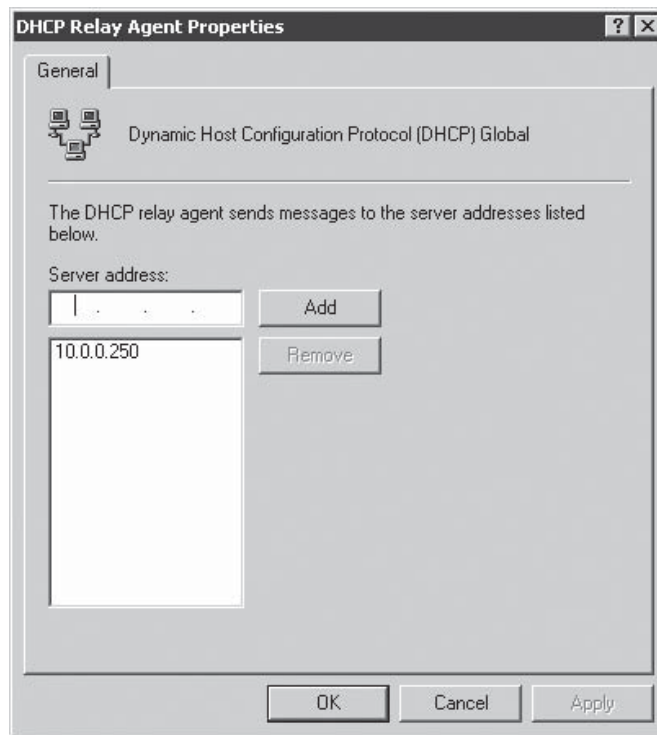 DHCP Relay Agent Properties
General
Dynamic Host Configuration Protocol (DHCP) Global
The DHCP relay agent sends messages to the server addresses listed
below.
Server address:
. . .
Add
10.0.0.250
Remove
OK
Cancel
Apply